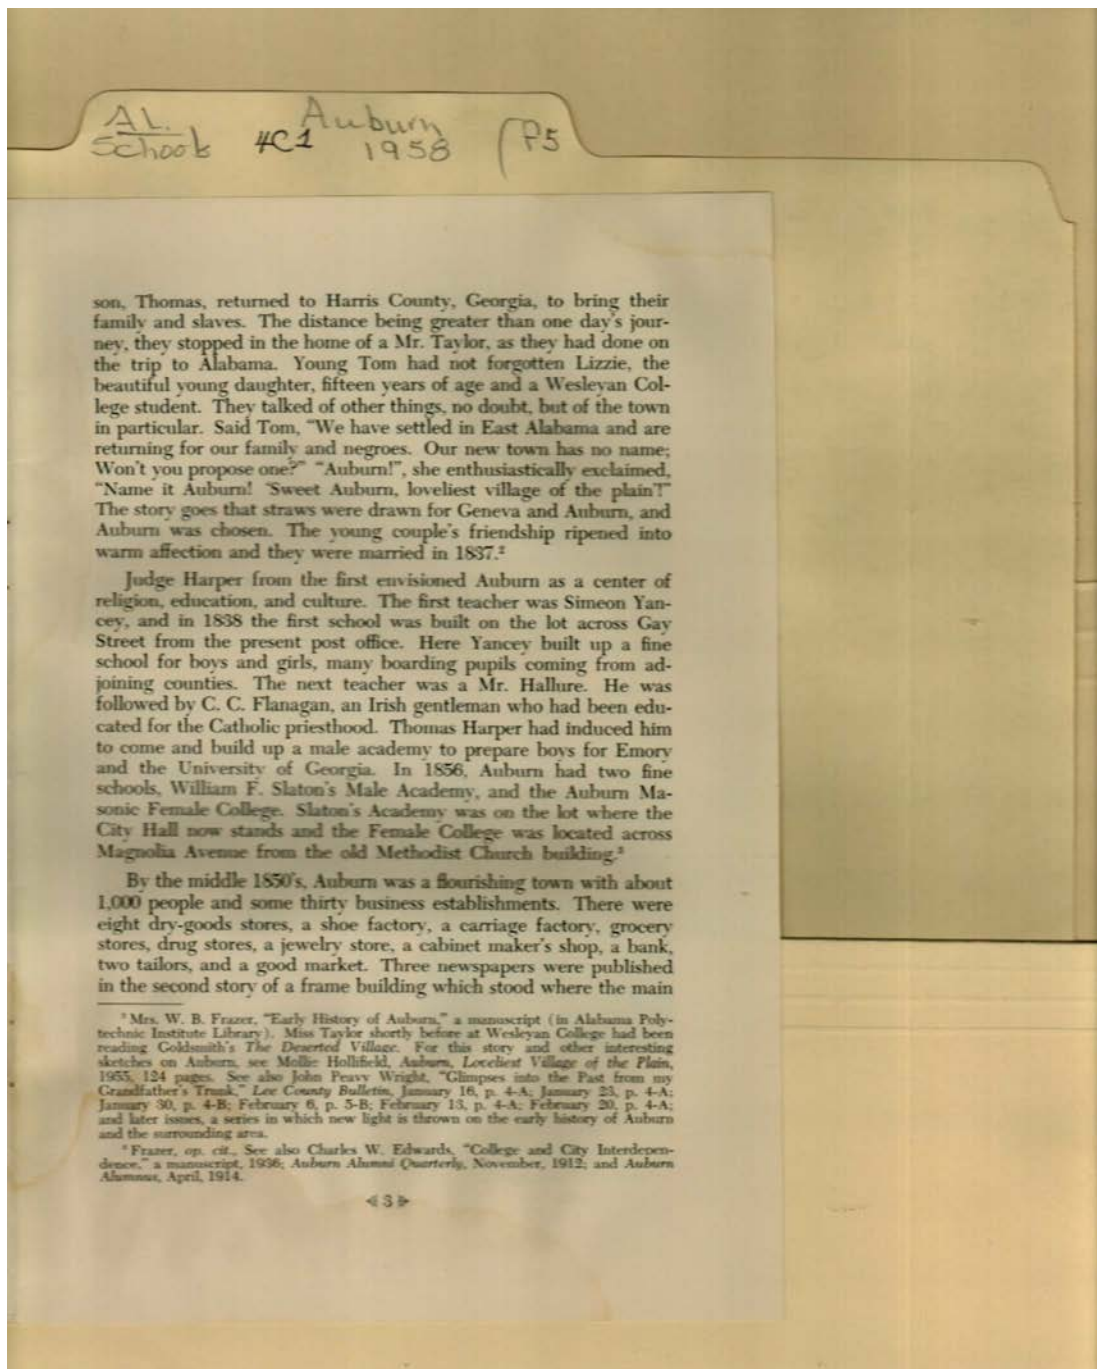 AL. Schools 4C1 Auburn 1958 P5
son, Thomas, returned to Harris County, Georgia, to bring their
family and slaves. The distance being greater than one day's jour-
ney, they stopped in the home of a Mr. Taylor, as they had done on
the trip to Alabama. Young Tom had not forgotten Lizzie, the
beautiful young daughter, fifteen years of age and a Wesleyan Col-
lege student. They talked of other things, no doubt, but of the town
in particular. Said Tom, "We have settled in East Alabama and are
returning for our family and negroes. Our new town has no name;
Won't you propose one?" "Auburn!", she enthusiastically exclaimed,
"Name it Auburn! 'Sweet Auburn, loveliest village of the plain'!"
The story goes that straws were drawn for Geneva and Auburn, and
Auburn was chosen. The young couple's friendship ripened into
warm affection and they were married in 1837.²
Judge Harper from the first envisioned Auburn as a center of
religion, education, and culture. The first teacher was Simeon Yan-
cey, and in 1838 the first school was built on the lot across Gay
Street from the present post office. Here Yancey built up a fine
school for boys and girls, many boarding pupils coming from ad-
joining counties. The next teacher was a Mr. Hallure. He was
followed by C. C. Flanagan, an Irish gentleman who had been edu-
cated for the Catholic priesthood. Thomas Harper had induced him
to come and build up a male academy to prepare boys for Emory
and the University of Georgia. In 1856, Auburn had two fine
schools, William F. Slaton's Male Academy, and the Auburn Ma-
sonic Female College. Slaton's Academy was on the lot where the
City Hall now stands and the Female College was located across
Magnolia Avenue from the old Methodist Church building.³
By the middle 1850's, Auburn was a flourishing town with about
1,000 people and some thirty business establishments. There were
eight dry-goods stores, a shoe factory, a carriage factory, grocery
stores, drug stores, a jewelry store, a cabinet maker's shop, a bank,
two tailors, and a good market. Three newspapers were published
in the second story of a frame building which stood where the main
² Mrs. W. B. Frazer, "Early History of Auburn," a manuscript (in Alabama Poly-
technic Institute Library). Miss Taylor shortly before at Wesleyan College had been
reading Goldsmith's The Deserted Village. For this story and other interesting
sketches on Auburn, see Mollie Hollifield, Auburn, Loveliest Village of the Plain,
1955, 124 pages. See also John Peavy Wright, "Glimpses into the Past from my
Grandfather's Trunk," Lee County Bulletin, January 16, p. 4-A; January 23, p. 4-A;
January 30, p. 4-B; February 6, p. 5-B; February 13, p. 4-A; February 20, p. 4-A;
and later issues, a series in which new light is thrown on the early history of Auburn
and the surrounding area.
³ Frazer, op. cit., See also Charles W. Edwards, "College and City Interdepen-
dence," a manuscript, 1936; Auburn Alumni Quarterly, November, 1912; and Auburn
Alumnus, April, 1914.
3